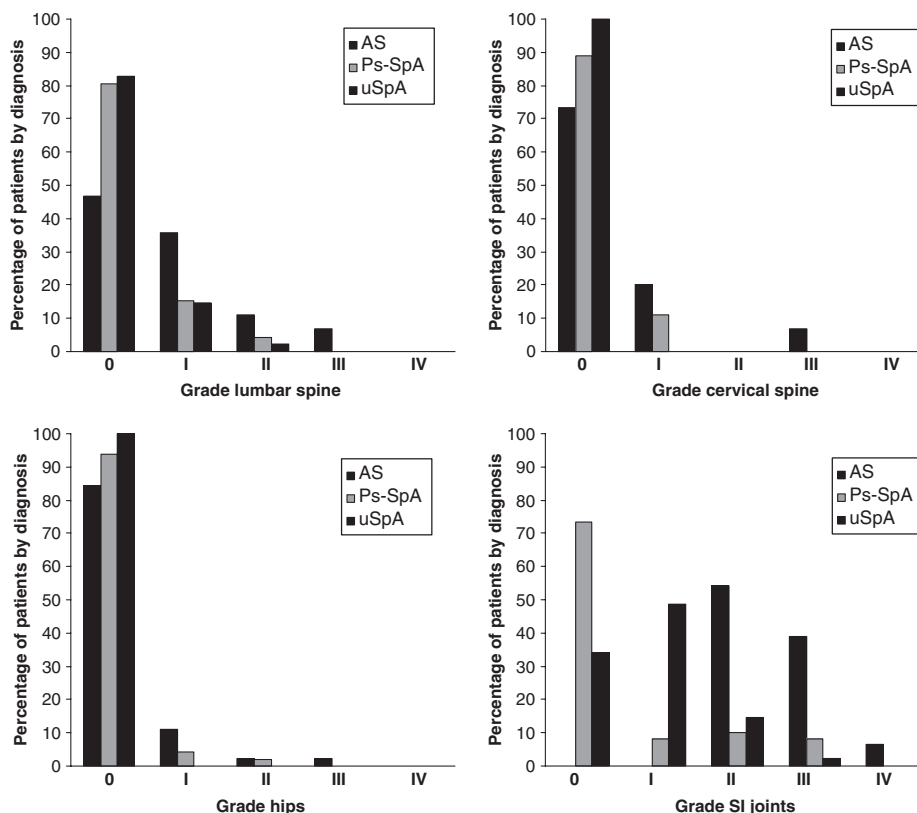 Percentage of patients by diagnosis
100
90
80
70
60
50
40
30
20
10
0
AS
Ps-SpA
uSpA
0 I II III IV
Grade lumbar spine
Percentage of patients by diagnosis
100
90
80
70
60
50
40
30
20
10
0
AS
Ps-SpA
uSpA
0 I II III IV
Grade cervical spine
Percentage of patients by diagnosis
100
90
80
70
60
50
40
30
20
10
0
AS
Ps-SpA
uSpA
0 I II III IV
Grade hips
Percentage of patients by diagnosis
100
90
80
70
60
50
40
30
20
10
0
AS
Ps-SpA
uSpA
0 I II III IV
Grade SI joints